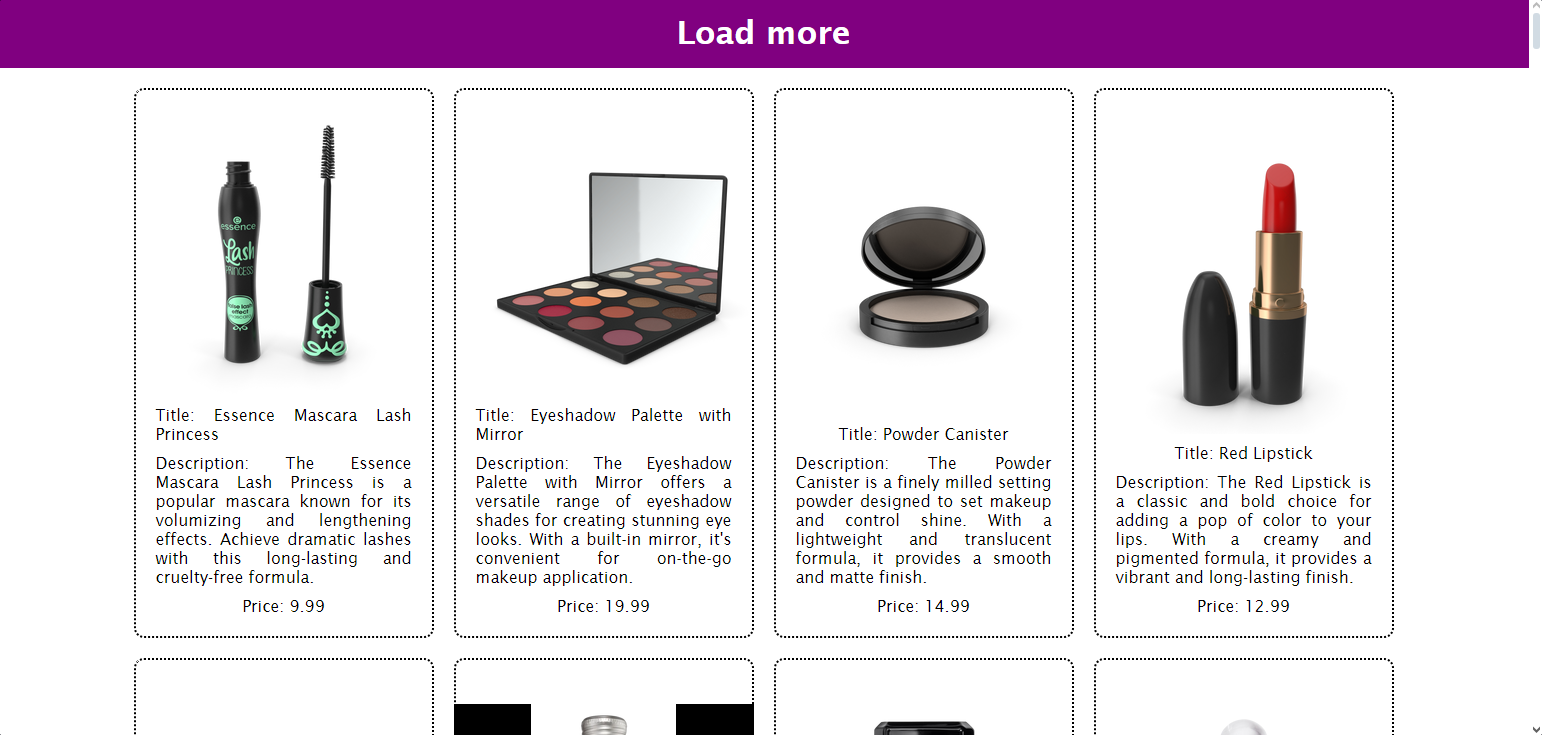 Load more
essence
Lash
PRINCESS
false lash
effect
mascara
Title: Essence Mascara Lash
Princess
Description: The Essence
Mascara Lash Princess is a
popular mascara known for its
volumizing and lengthening
effects. Achieve dramatic lashes
with this long-lasting and
cruelty-free formula.
Price: 9.99
Title: Eyeshadow Palette with
Mirror
Description: The Eyeshadow
Palette with Mirror offers a
versatile range of eyeshadow
shades for creating stunning eye
looks. With a built-in mirror, it's
convenient for on-the-go
makeup application.
Price: 19.99
Title: Powder Canister
Description: The Powder
Canister is a finely milled setting
powder designed to set makeup
and control shine. With a
lightweight and translucent
formula, it provides a smooth
and matte finish.
Price: 14.99
Title: Red Lipstick
Description: The Red Lipstick is
a classic and bold choice for
adding a pop of color to your
lips. With a creamy and
pigmented formula, it provides a
vibrant and long-lasting finish.
Price: 12.99